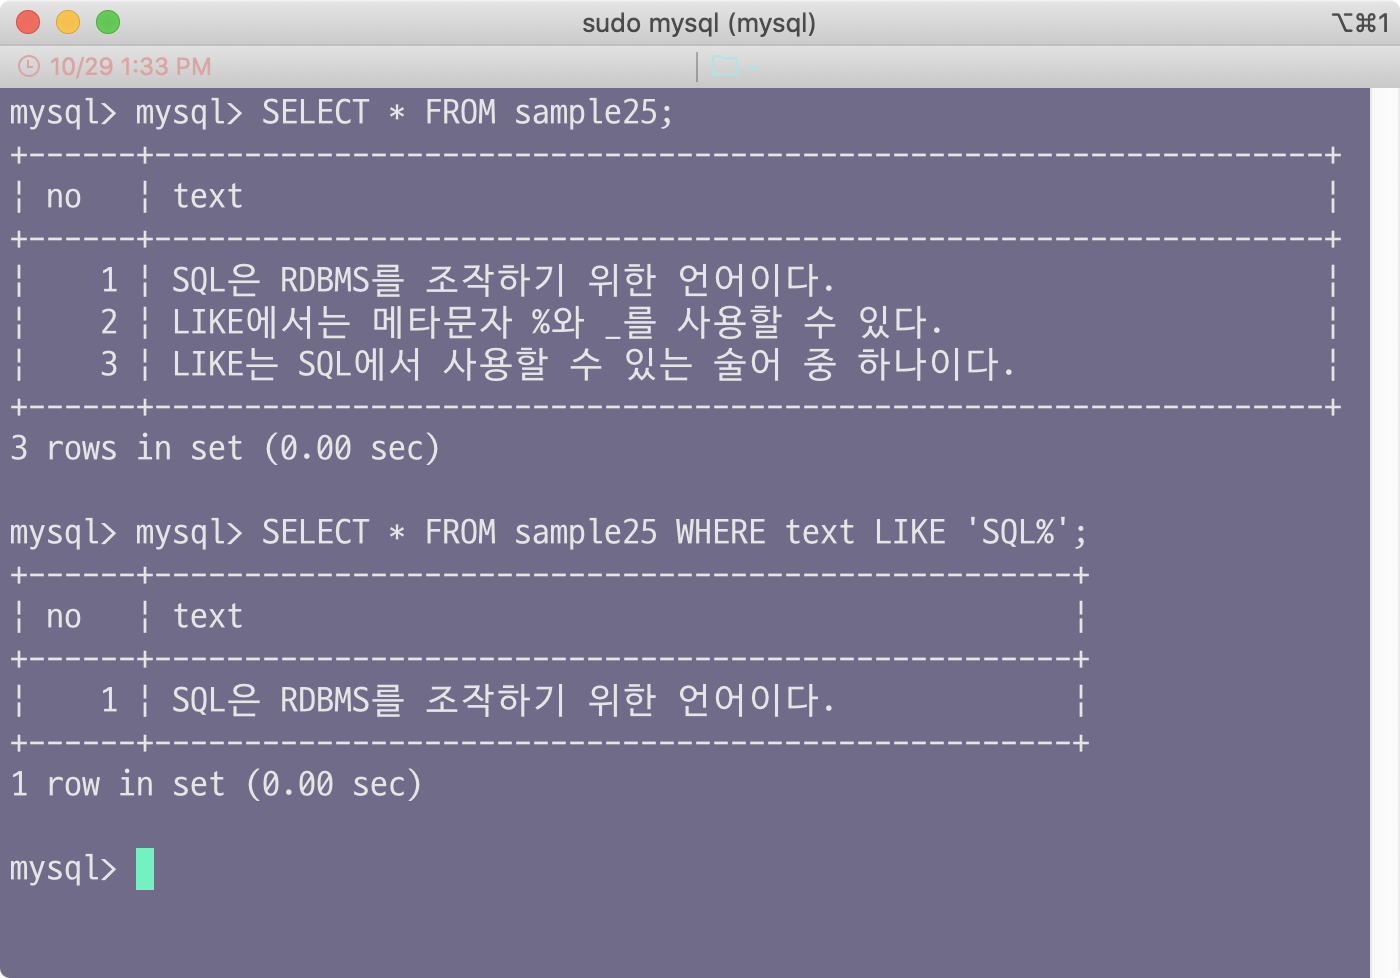 sudo mysql (mysql)
⌥⌘1
10/29 1:33 PM
~
mysql> mysql> SELECT * FROM sample25;
+------+-----------------------------------------------------------------+
¦ no   ¦ text                                                            ¦
+------+-----------------------------------------------------------------+
¦    1 ¦ SQL은 RDBMS를 조작하기 위한 언어이다.                           ¦
¦    2 ¦ LIKE에서는 메타문자 %와 _를 사용할 수 있다.                     ¦
¦    3 ¦ LIKE는 SQL에서 사용할 수 있는 술어 중 하나이다.                 ¦
+------+-----------------------------------------------------------------+
3 rows in set (0.00 sec)
mysql> mysql> SELECT * FROM sample25 WHERE text LIKE 'SQL%';
+------+---------------------------------------------------+
¦ no   ¦ text                                              ¦
+------+---------------------------------------------------+
¦    1 ¦ SQL은 RDBMS를 조작하기 위한 언어이다.             ¦
+------+---------------------------------------------------+
1 row in set (0.00 sec)
mysql>